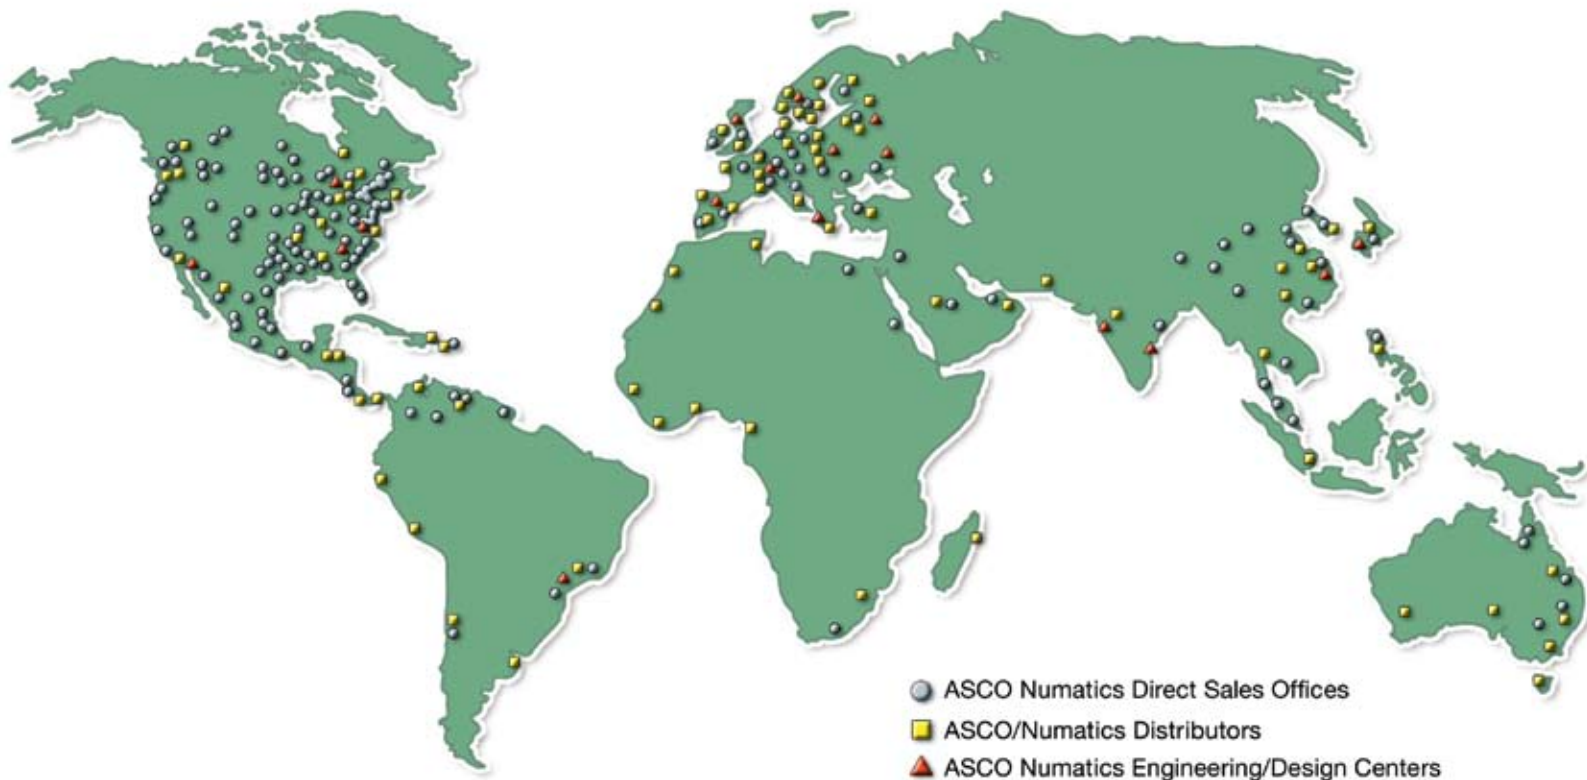 ASCO Numatics Direct Sales Offices
ASCO/Numatics Distributors
ASCO Numatics Engineering/Design Centers